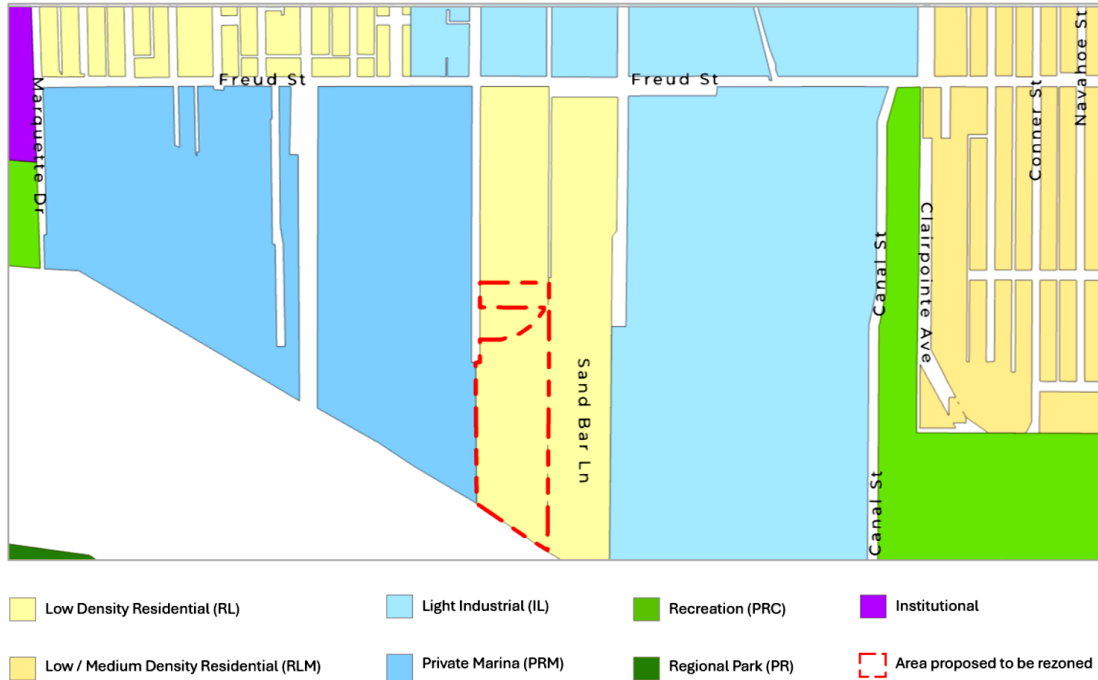 Freud St
Freud St
Marquette Dr
Navahoe St
Conner St
Canal St
Clairpointe Ave
Sand Bar Ln
Canal St
Low Density Residential (RL)
Light Industrial (IL)
Recreation (PRC)
Institutional
Low / Medium Density Residential (RLM)
Private Marina (PRM)
Regional Park (PR)
Area proposed to be rezoned